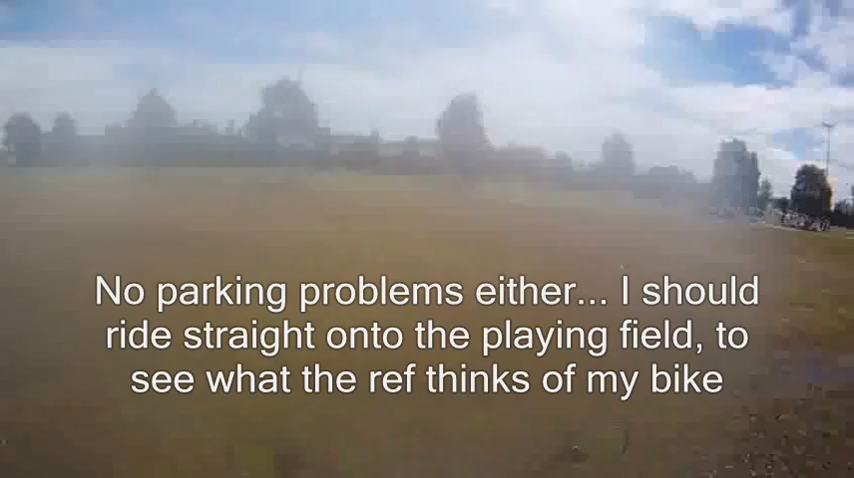 No parking problems either... I should
ride straight onto the playing field, to
see what the ref thinks of my bike